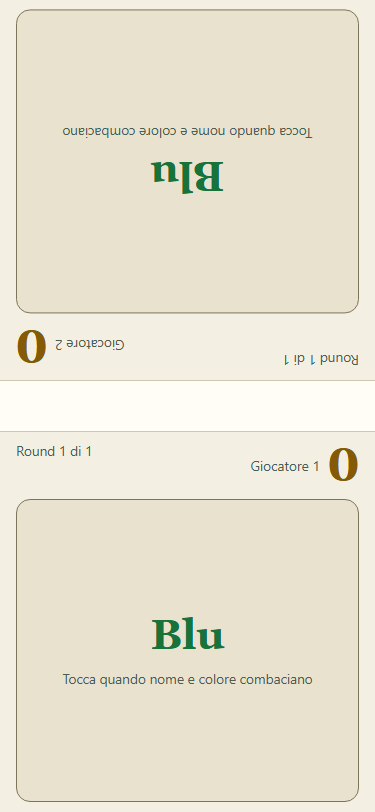 Tocca quando nome e colore combaciano
Blu
0 Giocatore 2
Round 1 di 1
Round 1 di 1
Giocatore 1 0
Blu
Tocca quando nome e colore combaciano